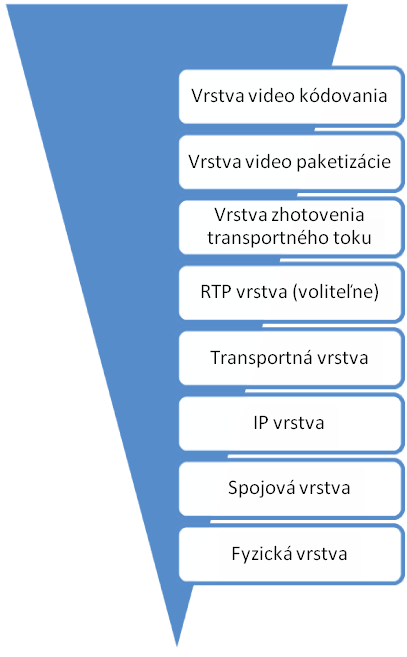 Vrstva video kódovania
Vrstva video paketizácie
Vrstva zhotovenia
transportného toku
RTP vrstva (voliteľne)
Transportná vrstva
IP vrstva
Spojová vrstva
Fyzická vrstva